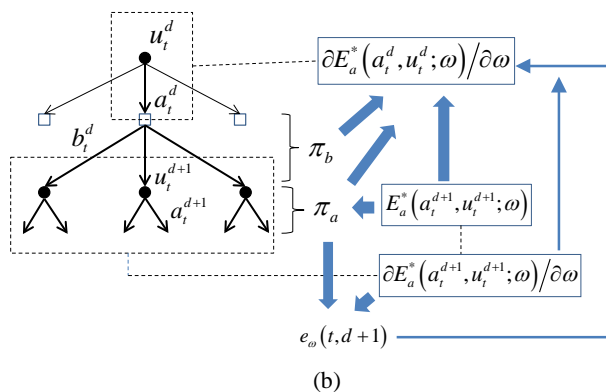 u_t^d
∂E_a^*(a_t^d, u_t^d; ω)/∂ω
a_t^d
b_t^d
π_b
u_t^{d+1}
a_t^{d+1}
π_a
E_a^*(a_t^{d+1}, u_t^{d+1}; ω)
∂E_a^*(a_t^{d+1}, u_t^{d+1}; ω)/∂ω
e_ω(t, d+1)
(b)